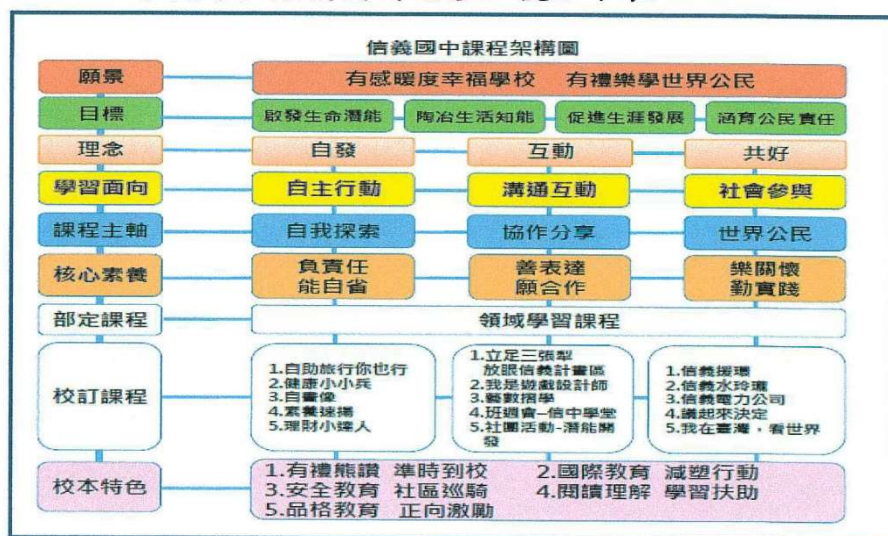 信義國中課程架構圖
願景
有感暖度幸福學校 有禮樂學世界公民
目標
啟發生命潛能
陶冶生活知能
促進生涯發展
涵育公民責任
理念
自發
互動
共好
學習面向
自主行動
溝通互動
社會參與
課程主軸
自我探索
協作分享
世界公民
核心素養
負責任
能自省
善表達
願合作
樂關懷
勤實踐
部定課程
領域學習課程
校訂課程
1.自助旅行你也行
2.健康小小兵
3.自畫像
4.素養速揚
5.理財小達人
1.立足三張犁
放眼信義計畫區
2.我是遊戲設計師
3.藝數摺學
4.班週會–信中學堂
5.社團活動-潛能開
發
1.信義援環
2.信義水玲瓏
3.信義電力公司
4.議起來決定
5.我在臺灣，看世界
校本特色
1.有禮熊讚 準時到校 2.國際教育 減塑行動
3.安全教育 社區巡騎 4.閱讀理解 學習扶助
5.品格教育 正向激勵